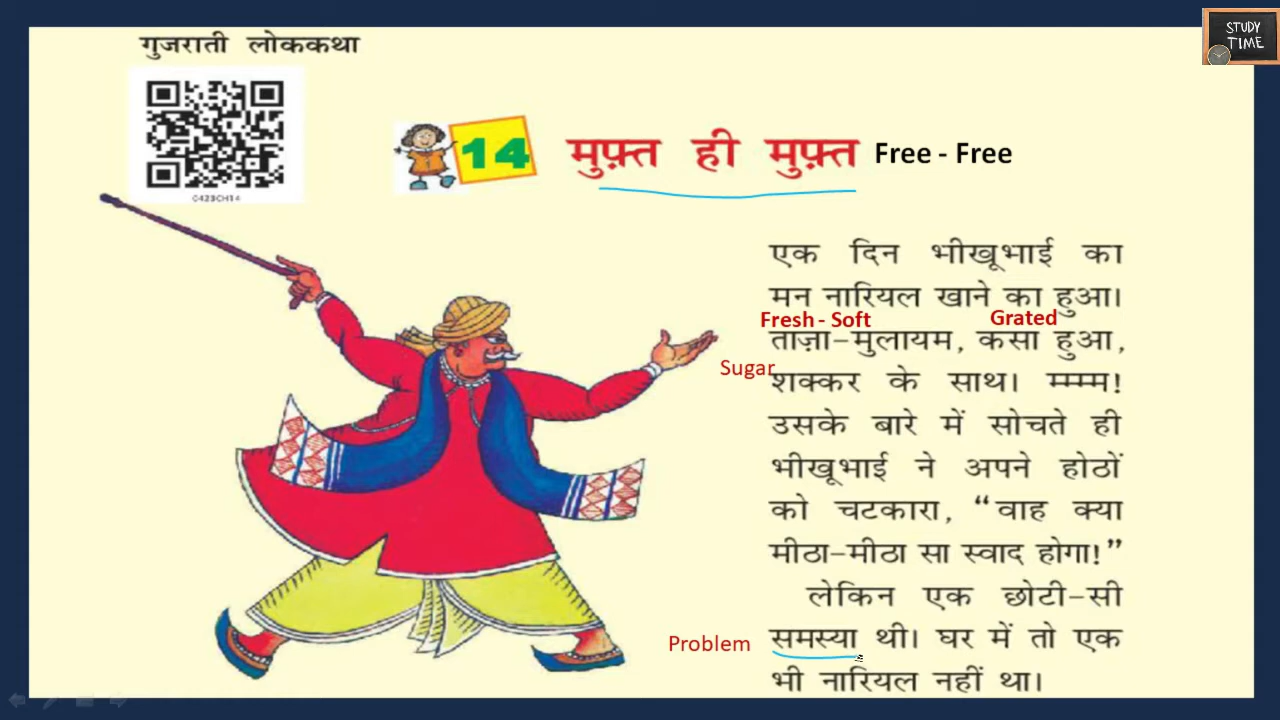 गुजराती लोककथा
STUDY
TIME
0423CH14
14 मुफ़्त ही मुफ़्त Free - Free
एक दिन भीखूभाई का
मन नारियल खाने का हुआ।
Fresh - Soft Grated
ताज़ा-मुलायम, कसा हुआ,
Sugar
शक्कर के साथ। म्म्म्म!
उसके बारे में सोचते ही
भीखूभाई ने अपने होठों
को चटकारा, “वाह क्या
मीठा-मीठा सा स्वाद होगा!”
लेकिन एक छोटी-सी
Problem समस्या थी। घर में तो एक
भी नारियल नहीं था।